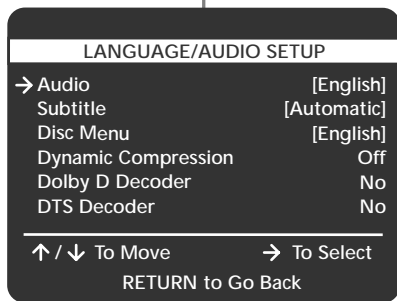 LANGUAGE/AUDIO SETUP
→ Audio [English]
Subtitle [Automatic]
Disc Menu [English]
Dynamic Compression Off
Dolby D Decoder No
DTS Decoder No
↑ / ↓ To Move → To Select
RETURN to Go Back